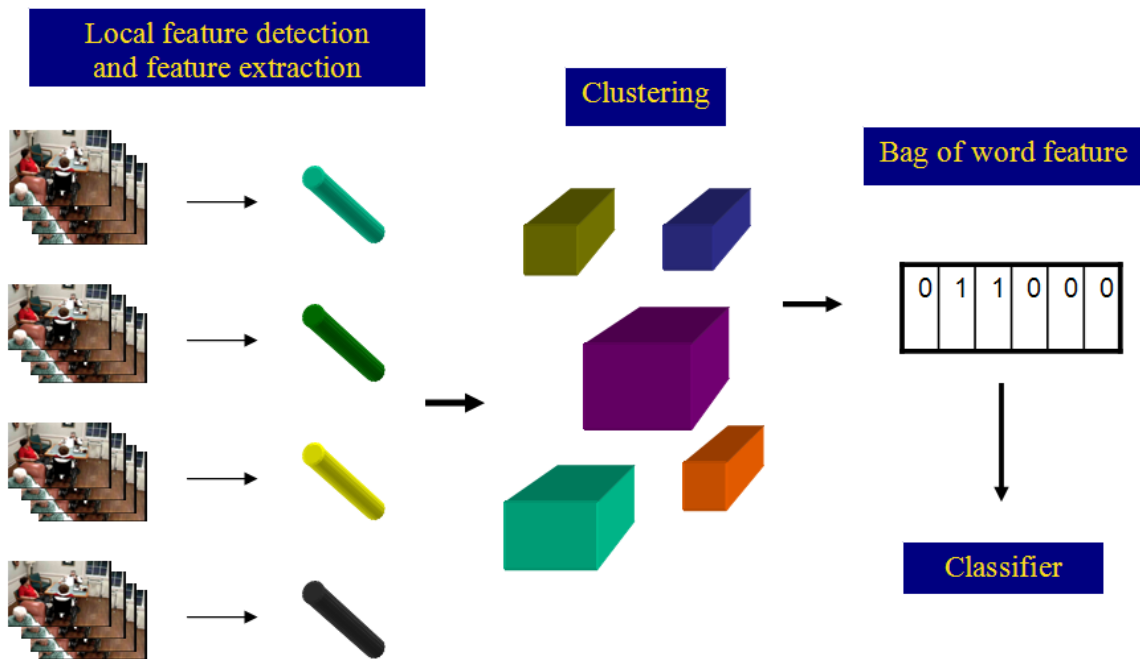 Local feature detection
and feature extraction
Clustering
Bag of word feature
0 1 1 0 0 0
Classifier